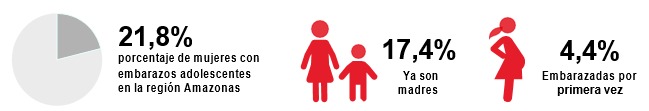 21,8%
porcentaje de mujeres con
embarazos adolescentes
en la región Amazonas
17,4%
Ya son
madres
4,4%
Embarazadas por
primera vez